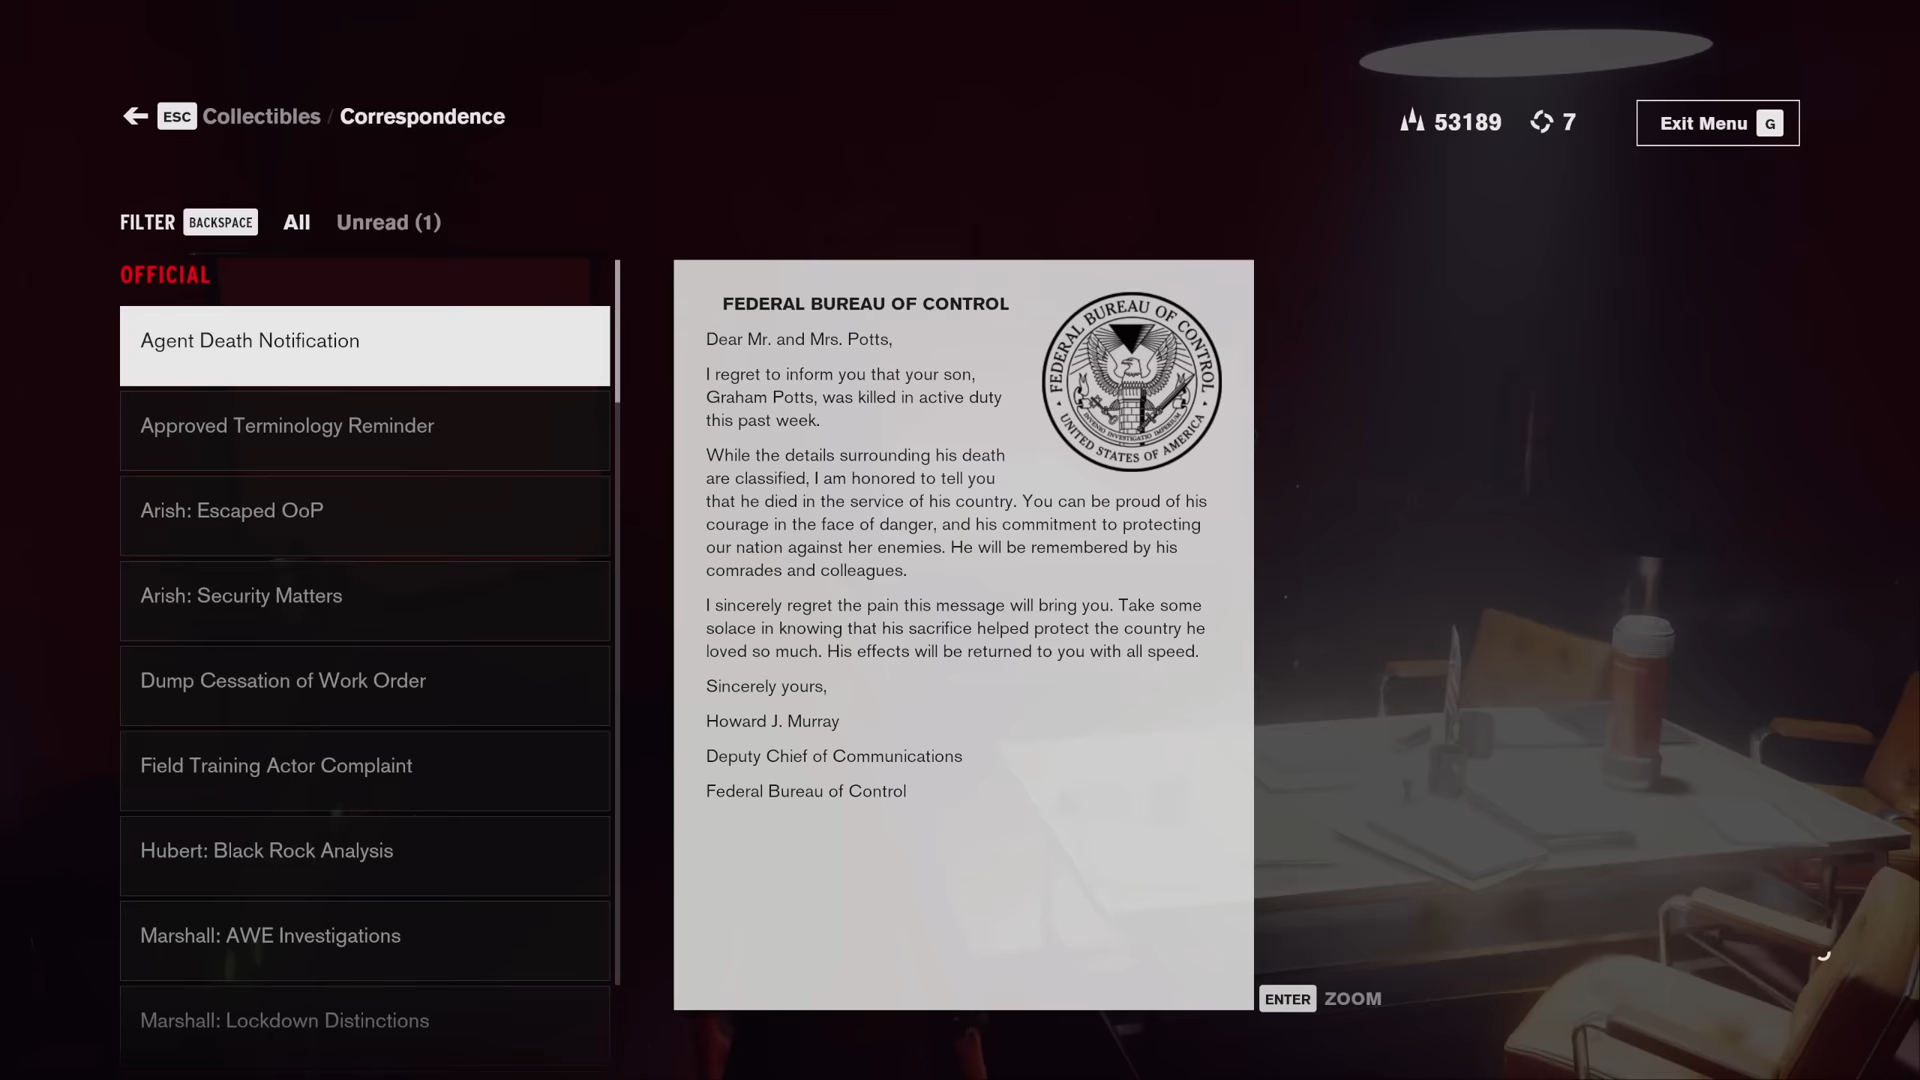 ESC Collectibles / Correspondence
53189 7 Exit Menu G
FILTER BACKSPACE All Unread (1)
OFFICIAL
Agent Death Notification
Approved Terminology Reminder
Arish: Escaped OoP
Arish: Security Matters
Dump Cessation of Work Order
Field Training Actor Complaint
Hubert: Black Rock Analysis
Marshall: AWE Investigations
Marshall: Lockdown Distinctions
FEDERAL BUREAU OF CONTROL
FEDERAL BUREAU OF CONTROL
INVENIO INVESTIGATIO IMPERIUM
UNITED STATES OF AMERICA
Dear Mr. and Mrs. Potts,
I regret to inform you that your son,
Graham Potts, was killed in active duty
this past week.
While the details surrounding his death
are classified, I am honored to tell you
that he died in the service of his country. You can be proud of his
courage in the face of danger, and his commitment to protecting
our nation against her enemies. He will be remembered by his
comrades and colleagues.
I sincerely regret the pain this message will bring you. Take some
solace in knowing that his sacrifice helped protect the country he
loved so much. His effects will be returned to you with all speed.
Sincerely yours,
Howard J. Murray
Deputy Chief of Communications
Federal Bureau of Control
ENTER ZOOM